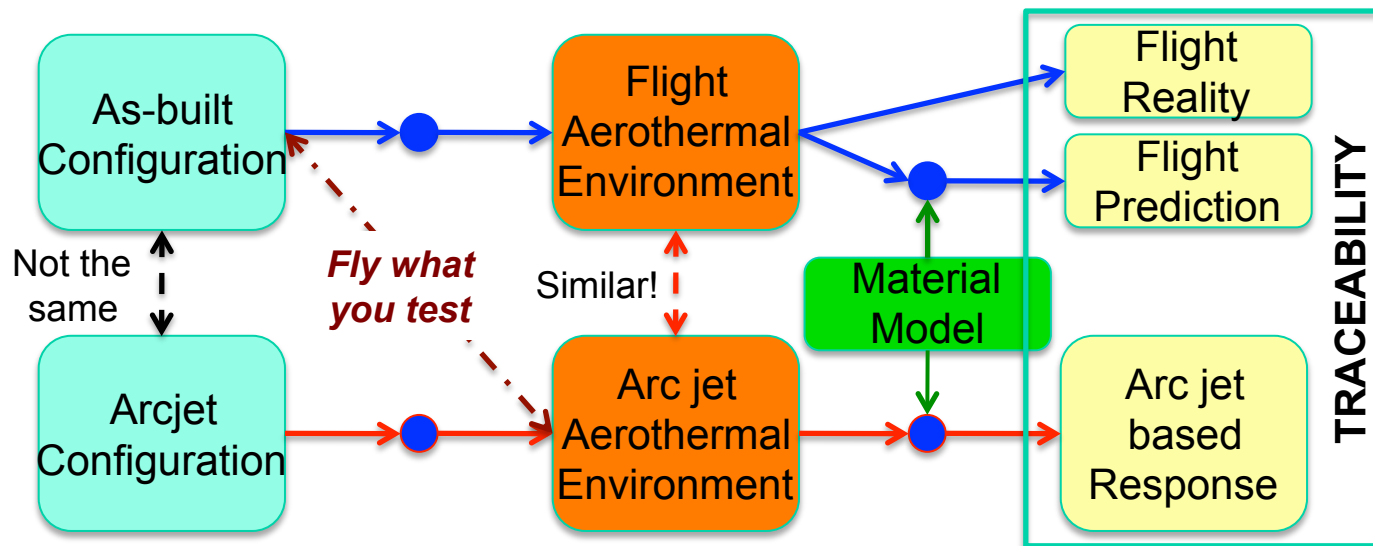 As-built
Configuration
Flight
Aerothermal
Environment
Flight
Reality
Flight
Prediction
Not the
same
Fly what
you test
Similar!
Material
Model
Arcjet
Configuration
Arc jet
Aerothermal
Environment
Arc jet
based
Response
TRACEABILITY